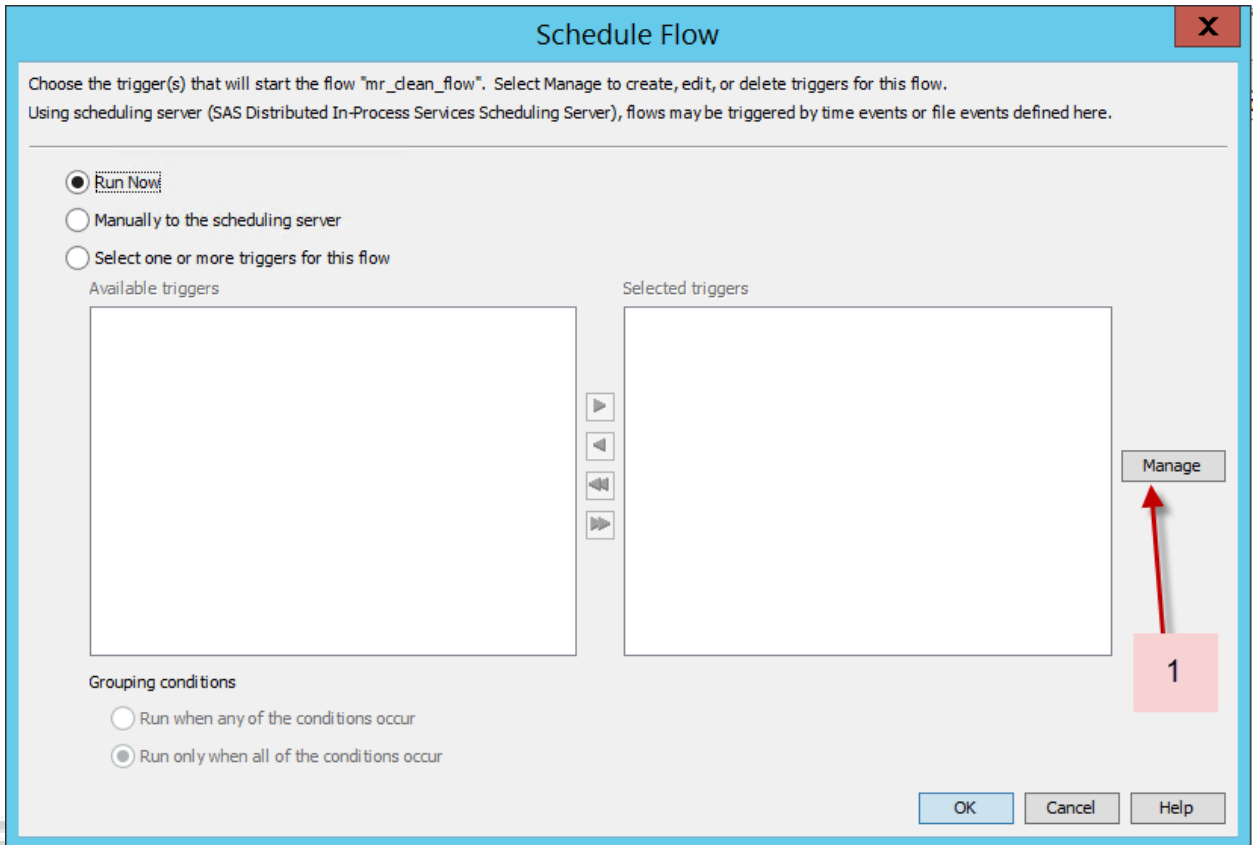 Schedule Flow
X
Choose the trigger(s) that will start the flow "mr_clean_flow". Select Manage to create, edit, or delete triggers for this flow.
Using scheduling server (SAS Distributed In-Process Services Scheduling Server), flows may be triggered by time events or file events defined here.
Run Now
Manually to the scheduling server
Select one or more triggers for this flow
Available triggers
Selected triggers
Manage
1
Grouping conditions
Run when any of the conditions occur
Run only when all of the conditions occur
OK
Cancel
Help